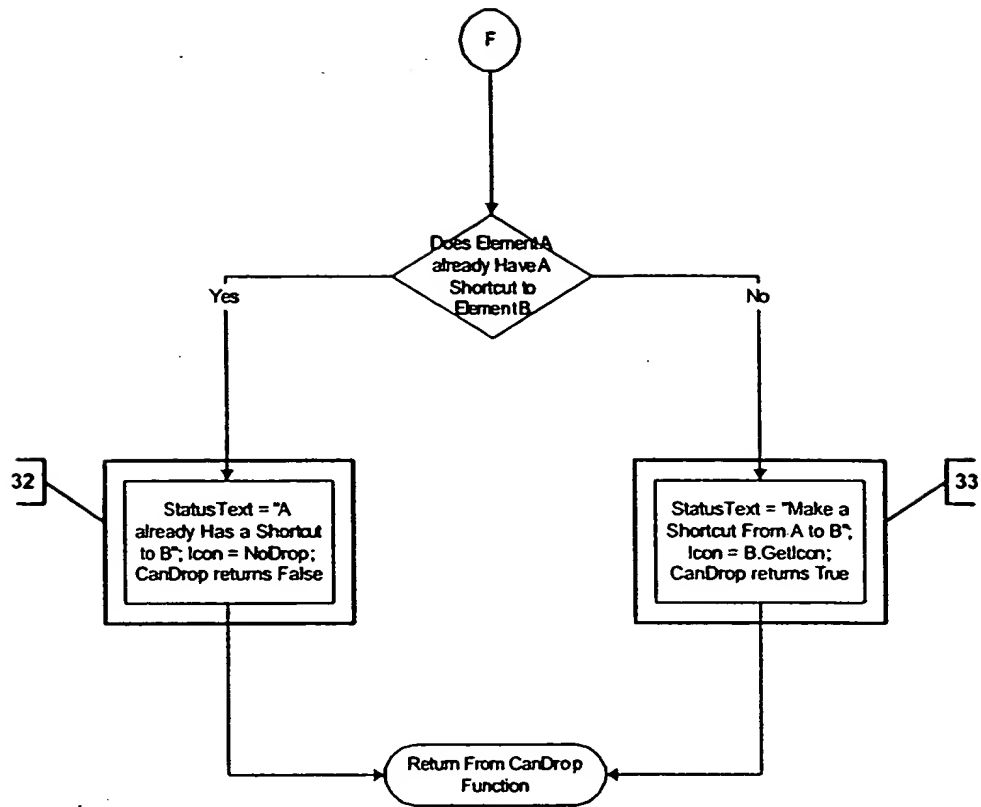 F
Does Element A
already Have A
Shortcut to
Element B
Yes
No
32
StatusText = "A
already Has a Shortcut
to B"; Icon = NoDrop;
CanDrop returns False
33
StatusText = "Make a
Shortcut From A to B";
Icon = B.GetIcon;
CanDrop returns True
Return From CanDrop
Function